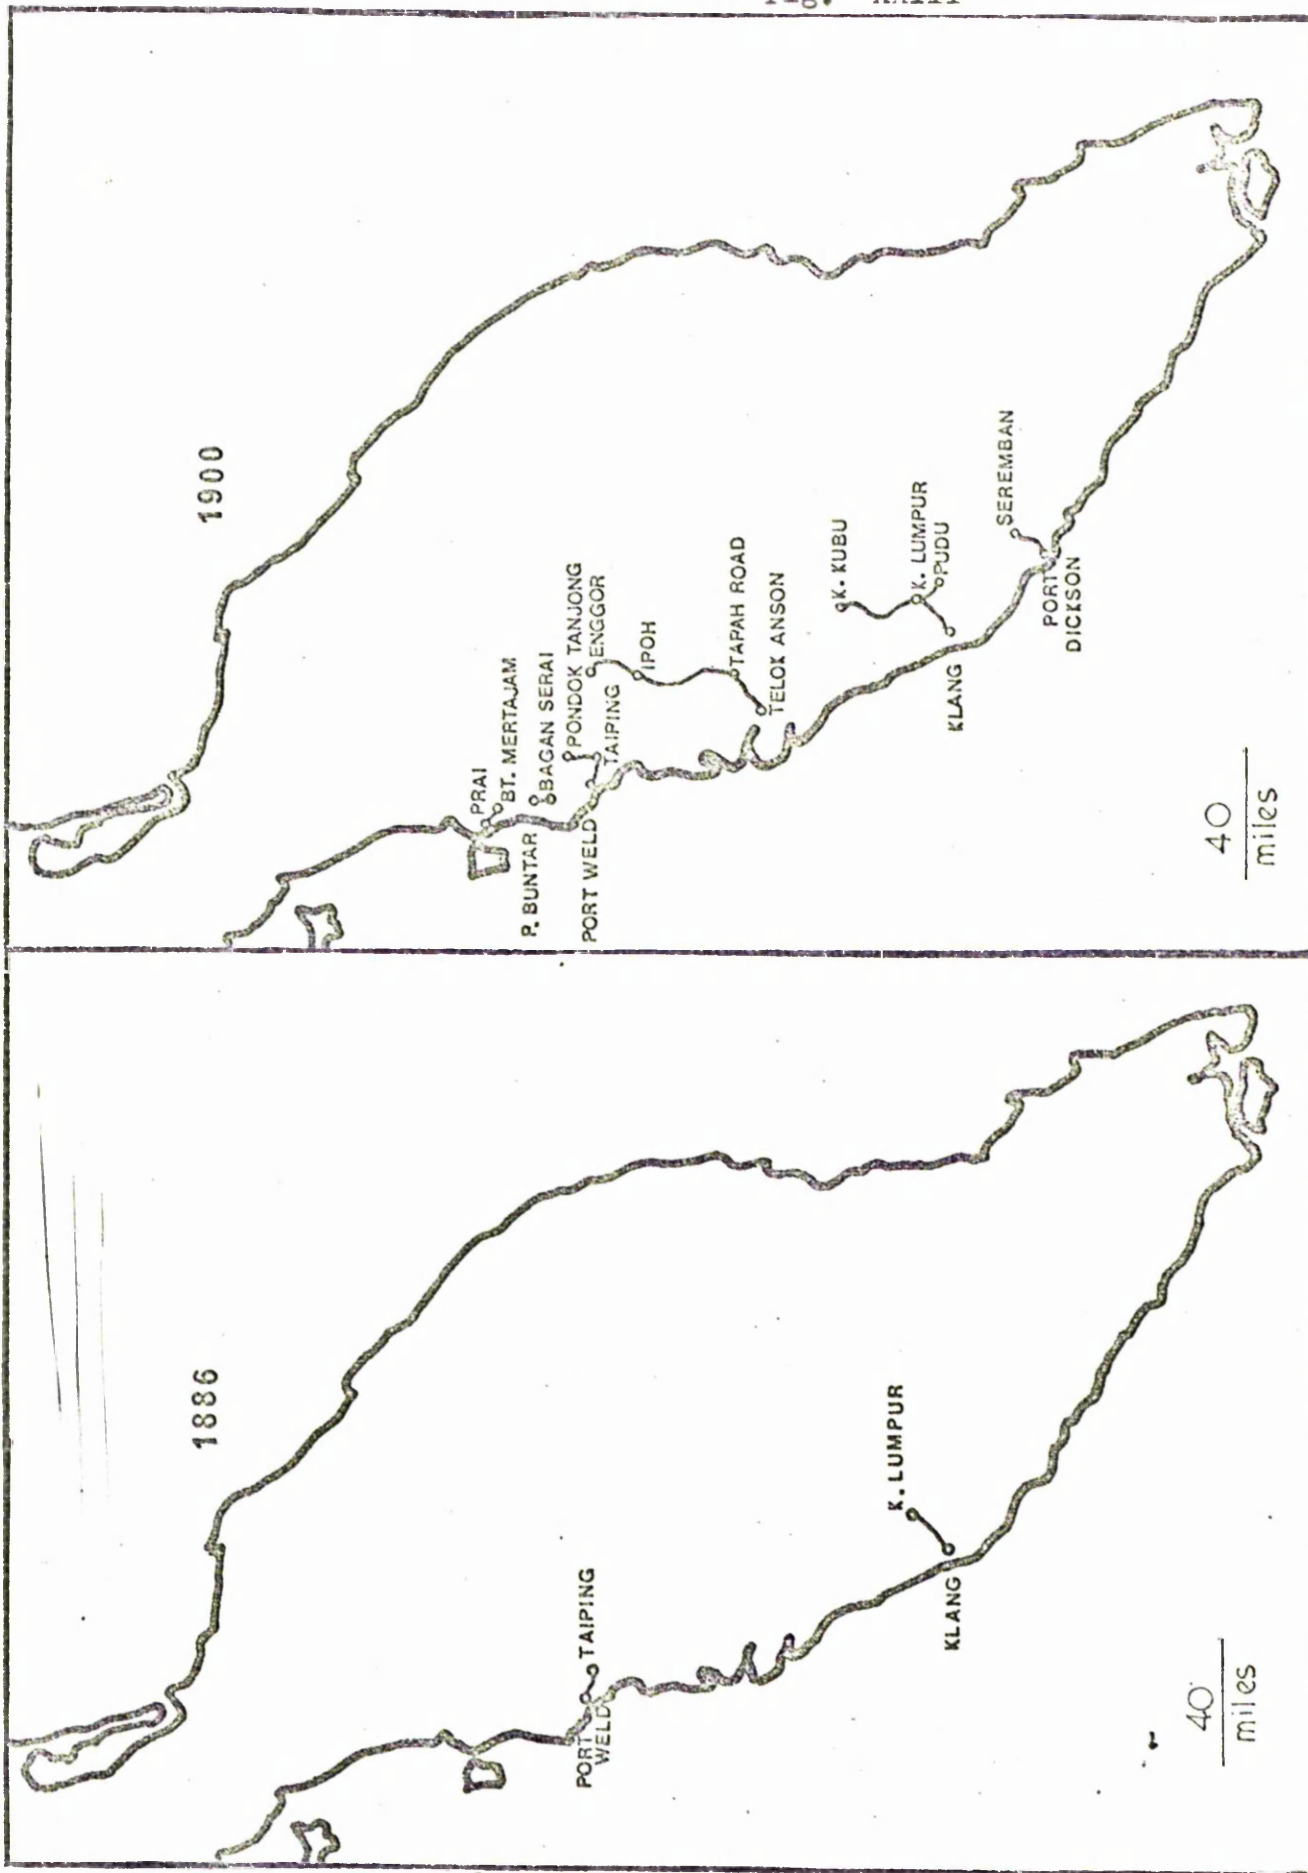 1886
PORT
WELD
TAIPING
K. LUMPUR
KLANG
40
miles
1900
PRAI
BT. MERTAJAM
P. BUNTAR
BAGAN SERAI
PONDOK TANJONG
ENGGOR
PORT WELD
TAIPING
IPOH
TAPAH ROAD
TELOK ANSON
K. KUBU
K. LUMPUR
PUDU
KLANG
SEREMBAN
PORT
DICKSON
40
miles